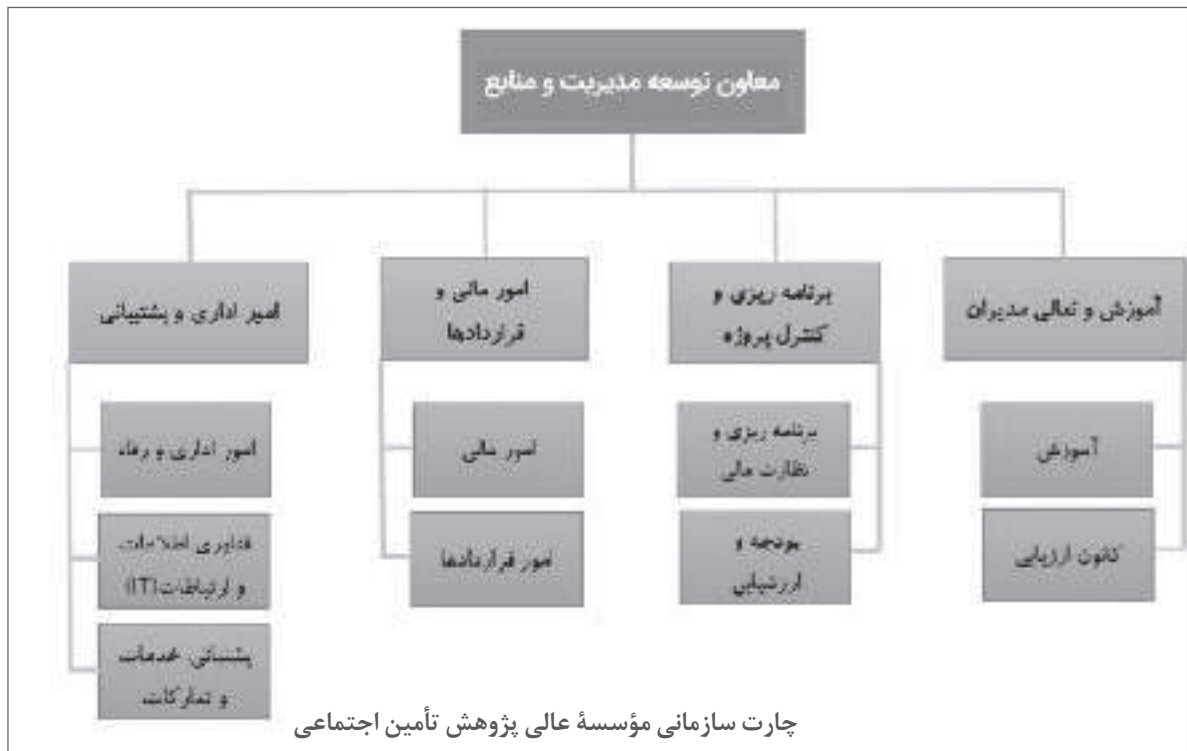 معاون توسعه مدیریت و منابع
آموزش و تعالی مدیران
آموزش
کانون ارزیابی
برنامه ریزی و
کنترل پروژه
برنامه ریزی و
نظارت مالی
بودجه و
ارزشیابی
امور مالی و
قراردادها
امور مالی
امور قراردادها
امور اداری و پشتیبانی
امور اداری و رفاه
فناوری اطلاعات
و ارتباطات (IT)
پشتیبانی، خدمات
و تدارکات
چارت سازمانی مؤسسهٔ عالی پژوهش تأمین اجتماعی